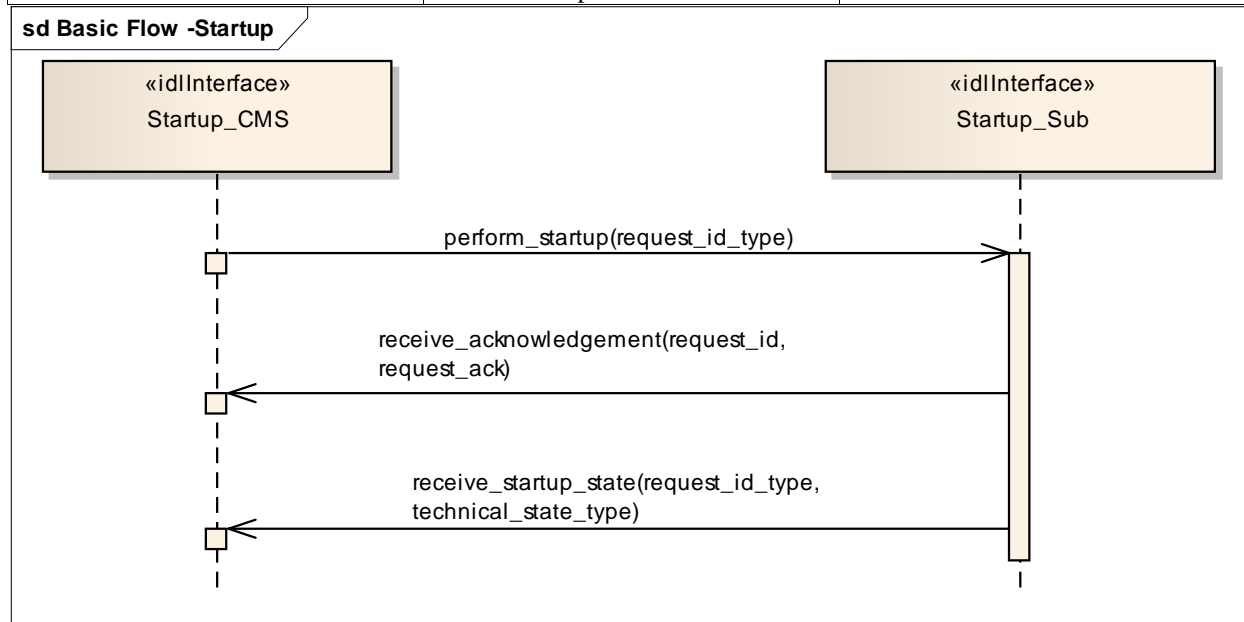 sd Basic Flow -Startup
«idlInterface»
Startup_CMS
«idlInterface»
Startup_Sub
perform_startup(request_id_type)
receive_acknowledgement(request_id,
request_ack)
receive_startup_state(request_id_type,
technical_state_type)